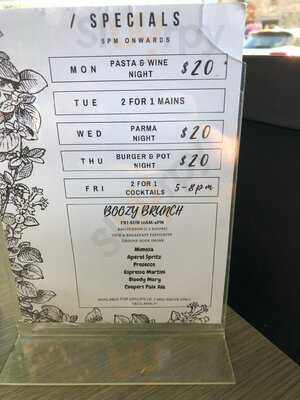 / SPECIALS
5PM ONWARDS
MON PASTA & WINE NIGHT $20
TUE 2 FOR 1 MAINS
WED PARMA NIGHT $20
THU BURGER & POT NIGHT $20
FRI 2 FOR 1 COCKTAILS 5-8pm
BOOZY BRUNCH
Mimosa
Aperol Spritz
Prosecco
Espresso Martini
Bloody Mary
Coopers Pale Ale